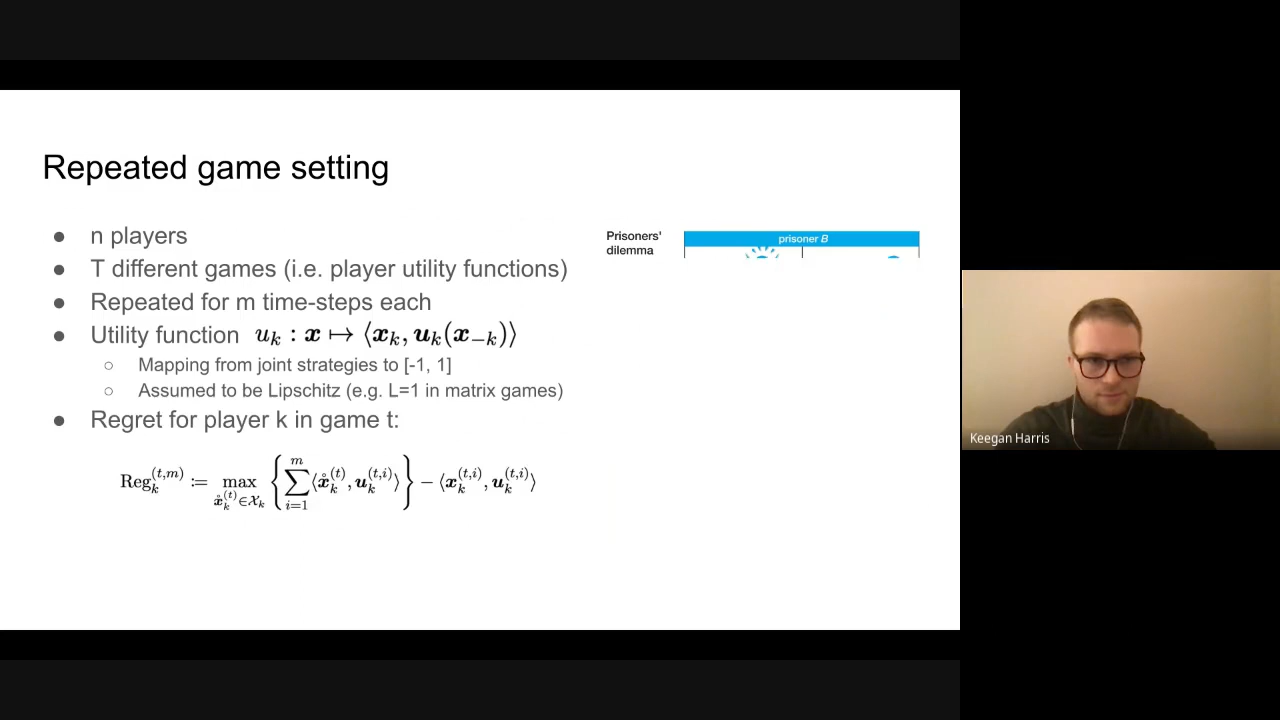 Repeated game setting
● n players
● T different games (i.e. player utility functions)
● Repeated for m time-steps each
● Utility function $u_k : \boldsymbol{x} \mapsto \langle \boldsymbol{x}_k, \boldsymbol{u}_k(\boldsymbol{x}_{-k}) \rangle$
○ Mapping from joint strategies to [-1, 1]
○ Assumed to be Lipschitz (e.g. L=1 in matrix games)
● Regret for player k in game t:
$\mathrm{Reg}_k^{(t,m)} := \max_{\mathring{\boldsymbol{x}}_k^{(t)} \in \mathcal{X}_k} \left\{ \sum_{i=1}^{m} \langle \mathring{\boldsymbol{x}}_k^{(t)}, \boldsymbol{u}_k^{(t,i)} \rangle \right\} - \langle \boldsymbol{x}_k^{(t,i)}, \boldsymbol{u}_k^{(t,i)} \rangle$
Prisoners'
dilemma
prisoner B
Keegan Harris